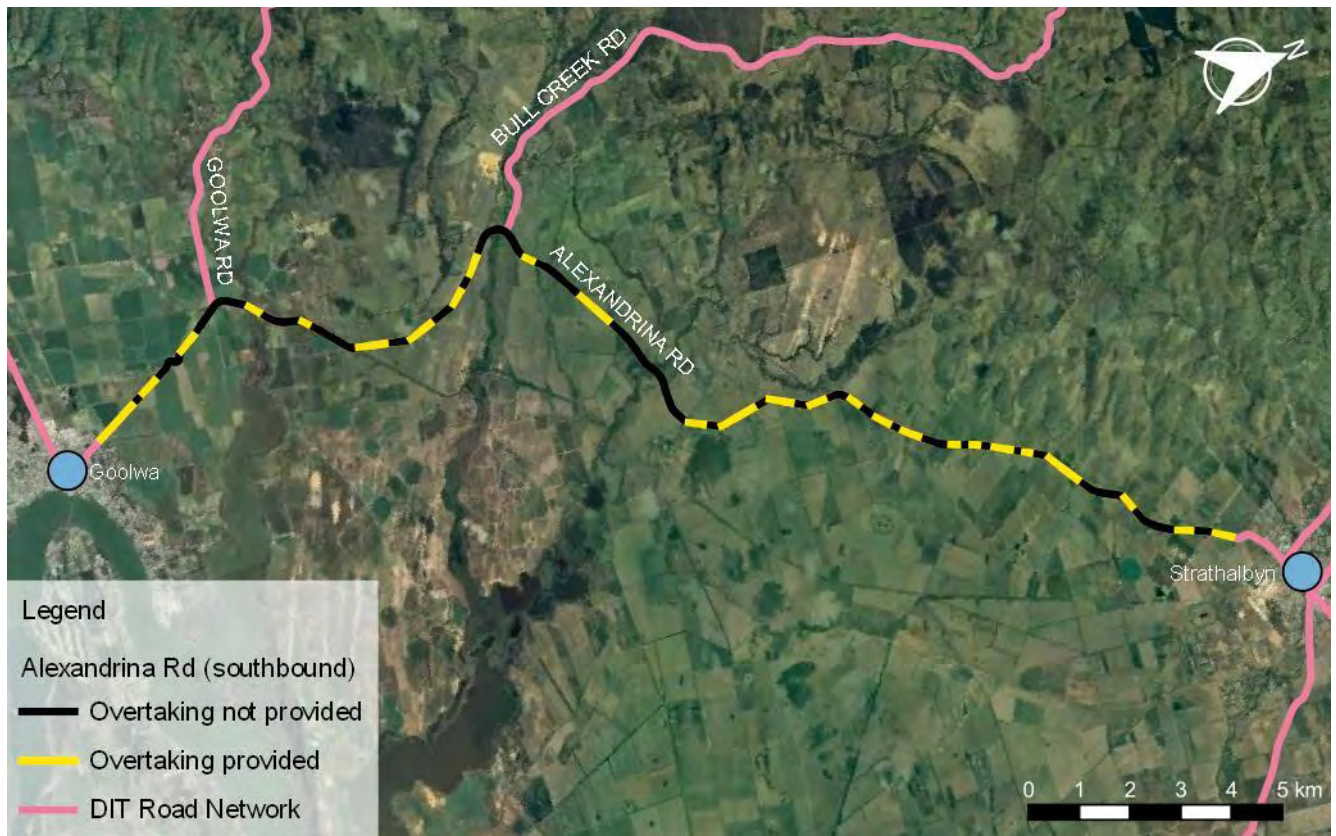 N
BULL CREEK RD
GOOLWA RD
ALEXANDRINA RD
Goolwa
Strathalbyn
Legend
Alexandrina Rd (southbound)
Overtaking not provided
Overtaking provided
DIT Road Network
0 1 2 3 4 5 km